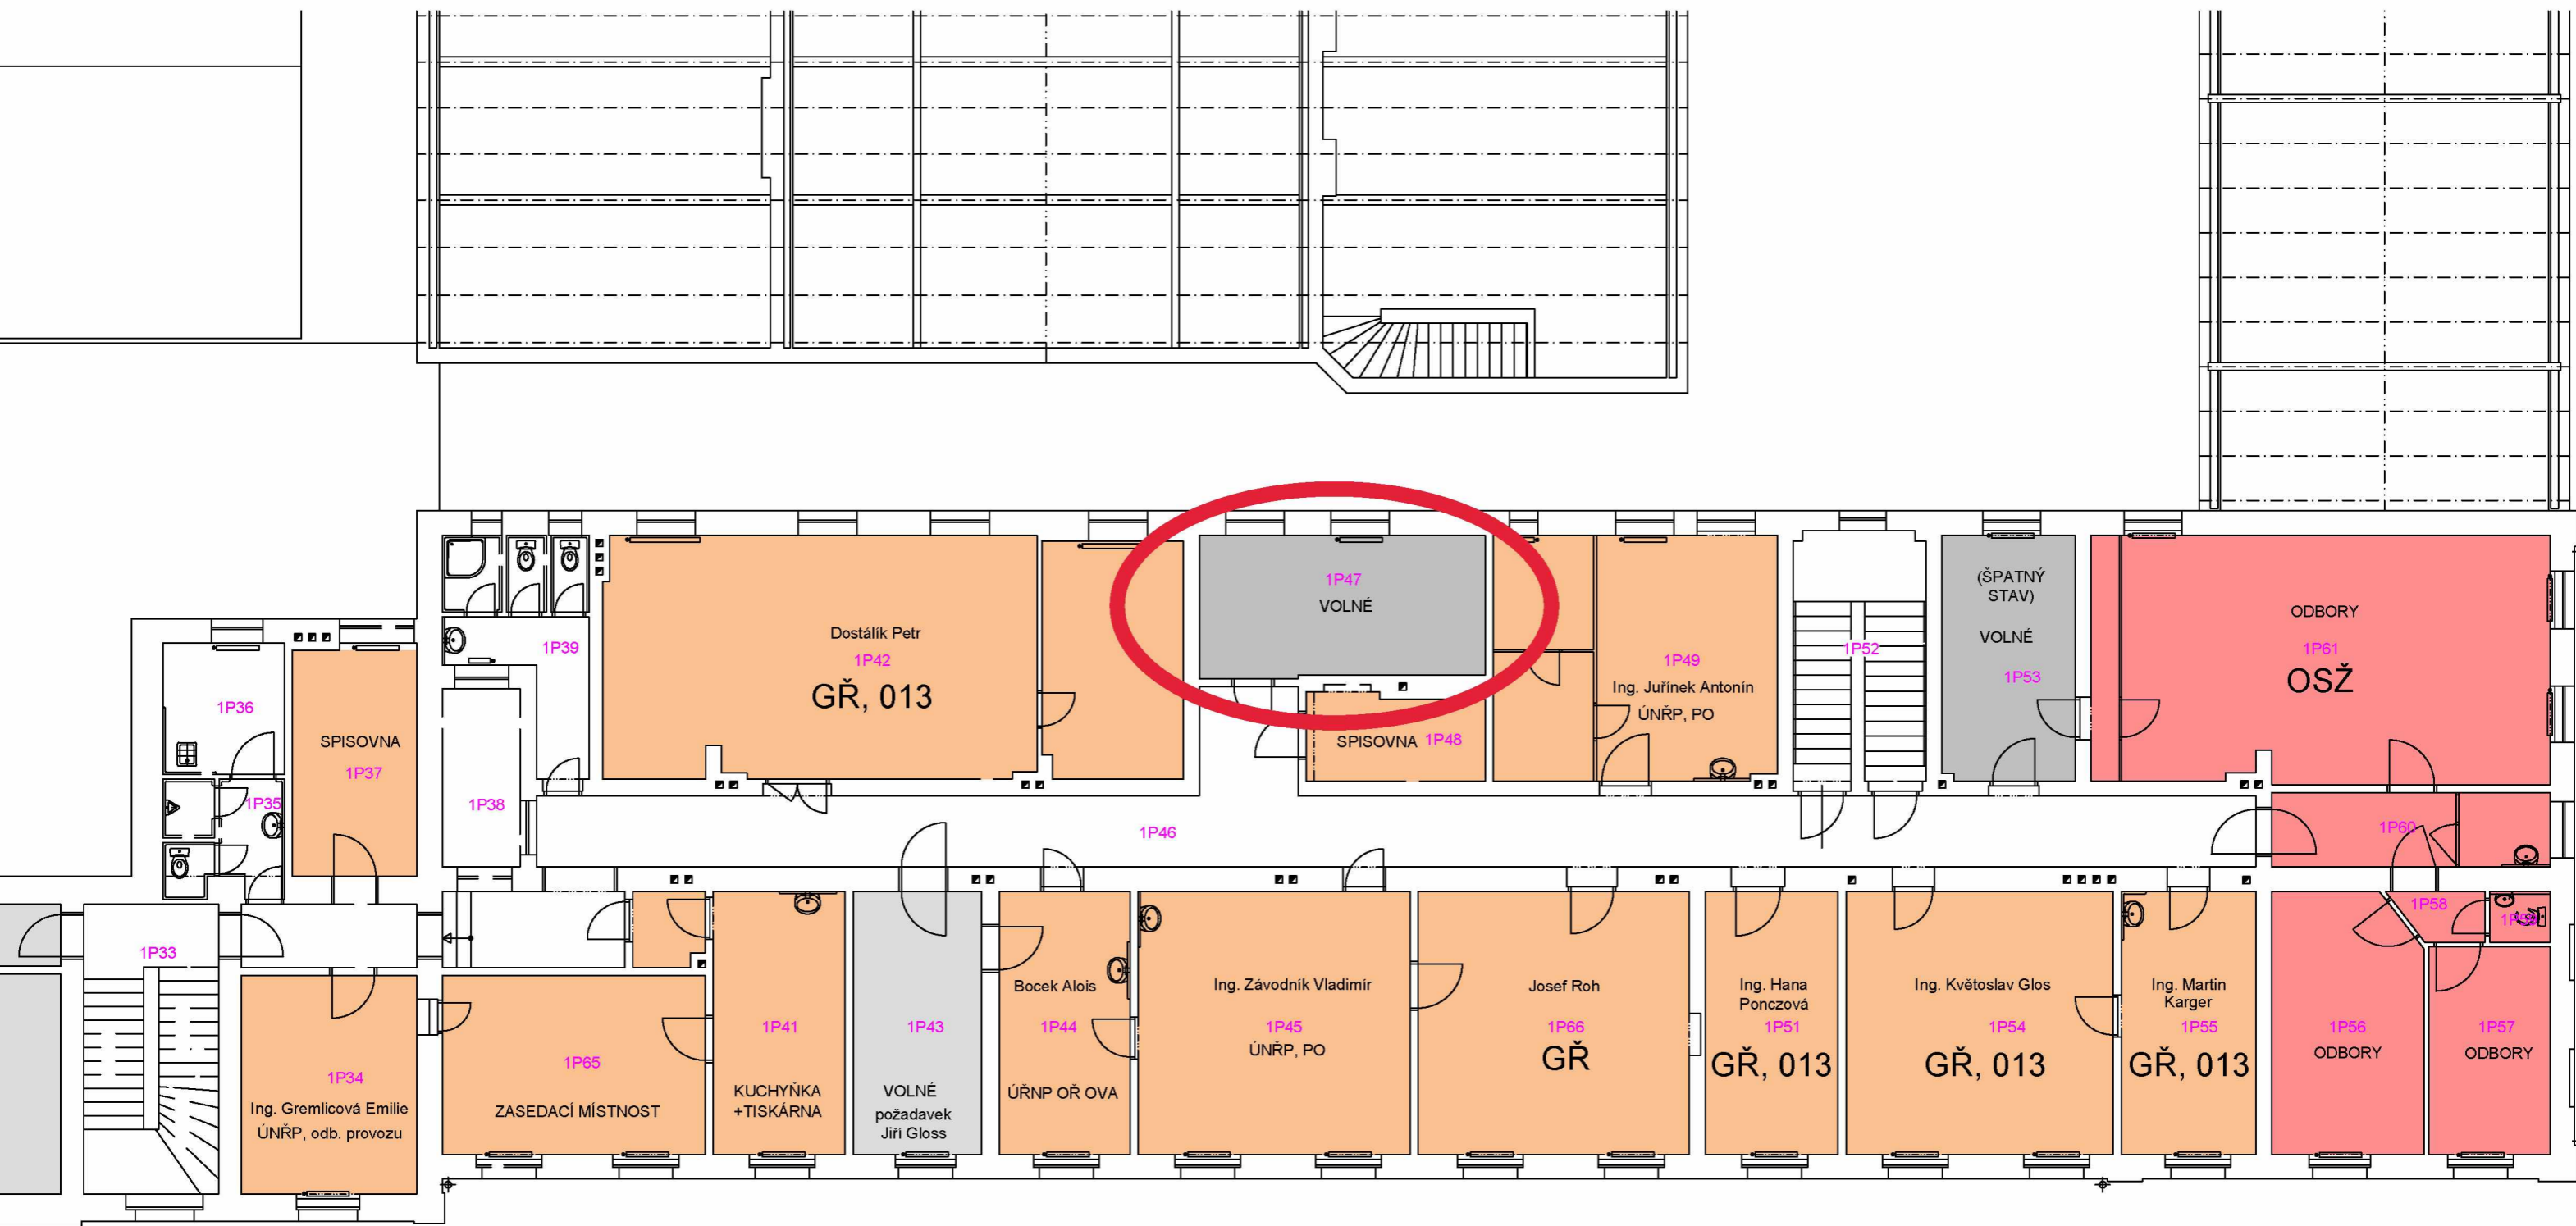 1P47
VOLNÉ
(ŠPATNÝ
STAV)
VOLNÉ
1P53
ODBORY
1P61
OSŽ
Dostálík Petr
1P42
GŘ, 013
1P39
1P49
Ing. Juřínek Antonín
ÚNŘP, PO
1P52
1P36
SPISOVNA
1P37
SPISOVNA 1P48
1P35
1P38
1P46
1P60
1P33
1P58
1P34
Ing. Gremlicová Emilie
ÚNŘP, odb. provozu
1P65
ZASEDACÍ MÍSTNOST
1P41
KUCHYŇKA
+TISKÁRNA
1P43
VOLNÉ
požadavek
Jiří Gloss
Bocek Alois
1P44
ÚŘNP OŘ OVA
Ing. Závodník Vladimír
1P45
ÚNŘP, PO
Josef Roh
1P66
GŘ
Ing. Hana
Ponczová
1P51
GŘ, 013
Ing. Květoslav Glos
1P54
GŘ, 013
Ing. Martin
Karger
1P55
GŘ, 013
1P56
ODBORY
1P57
ODBORY